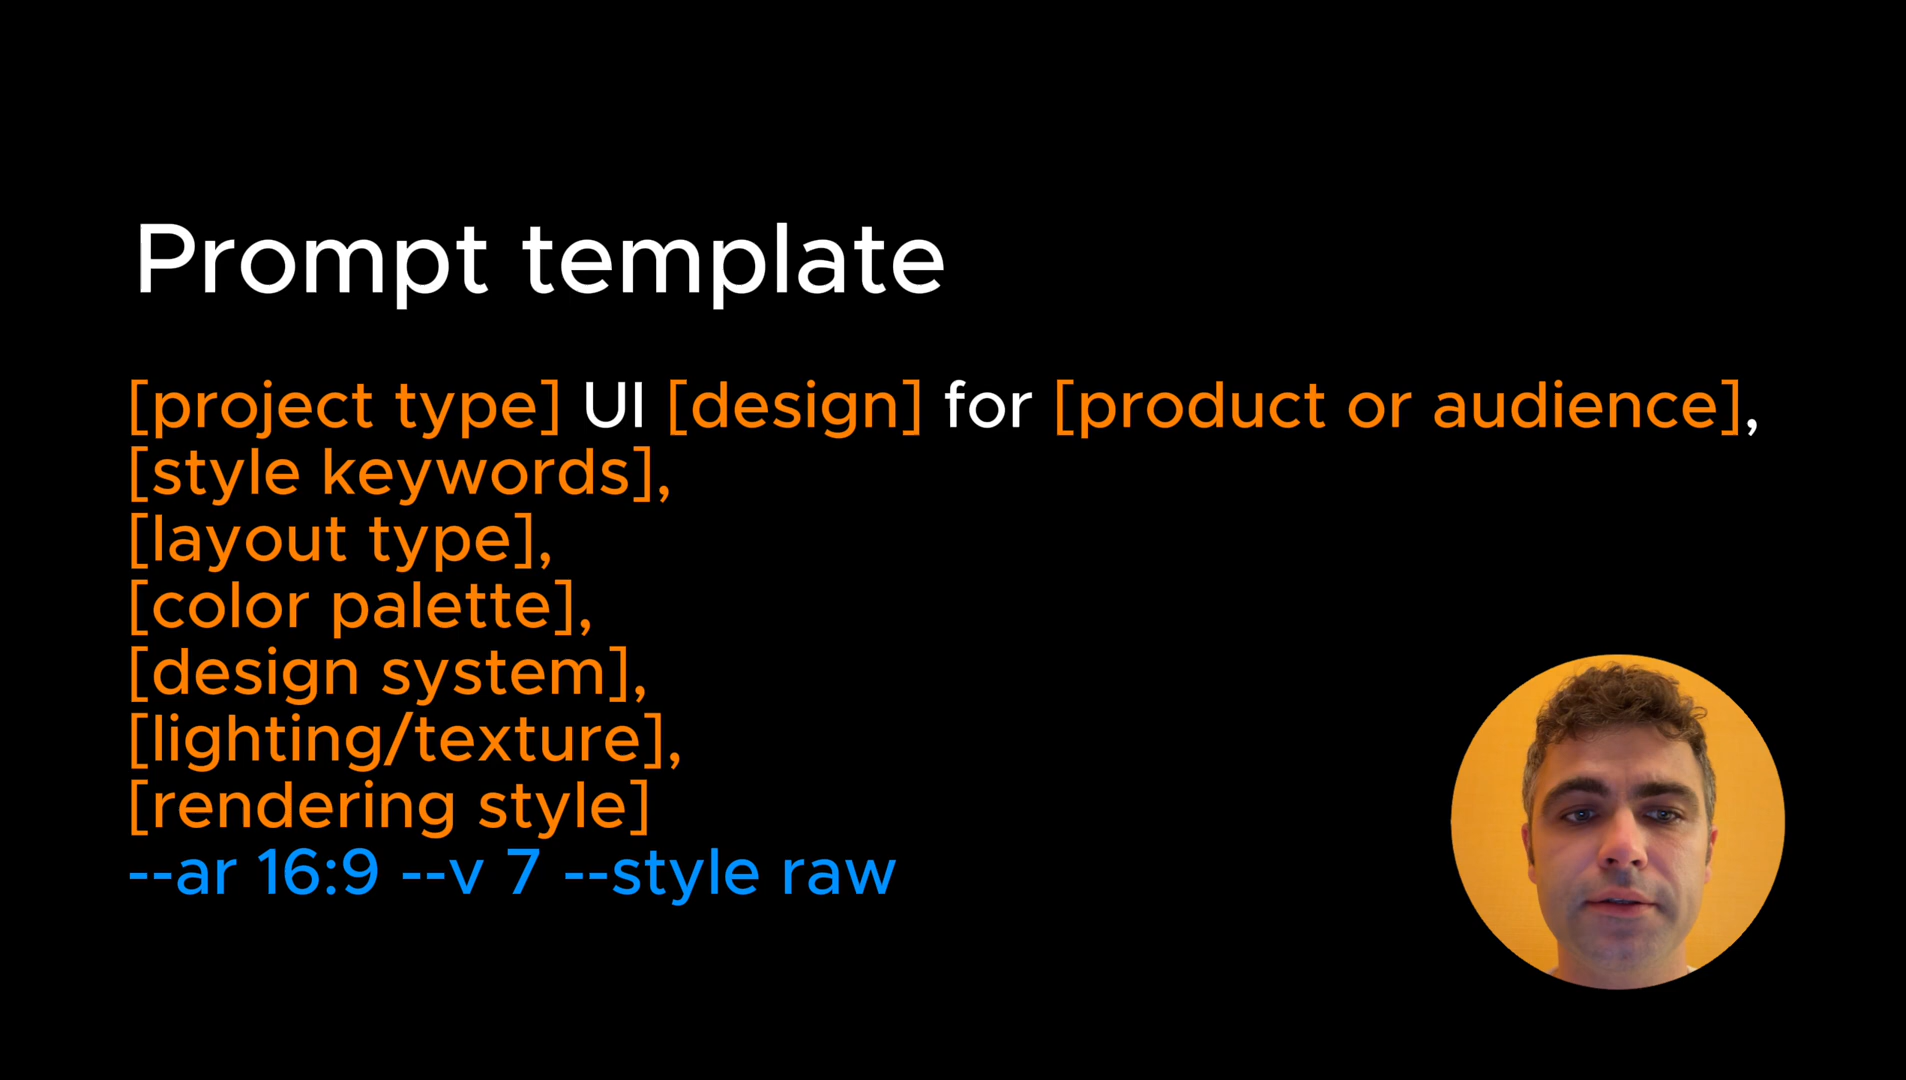 Prompt template
[project type] UI [design] for [product or audience],
[style keywords],
[layout type],
[color palette],
[design system],
[lighting/texture],
[rendering style]
--ar 16:9 --v 7 --style raw